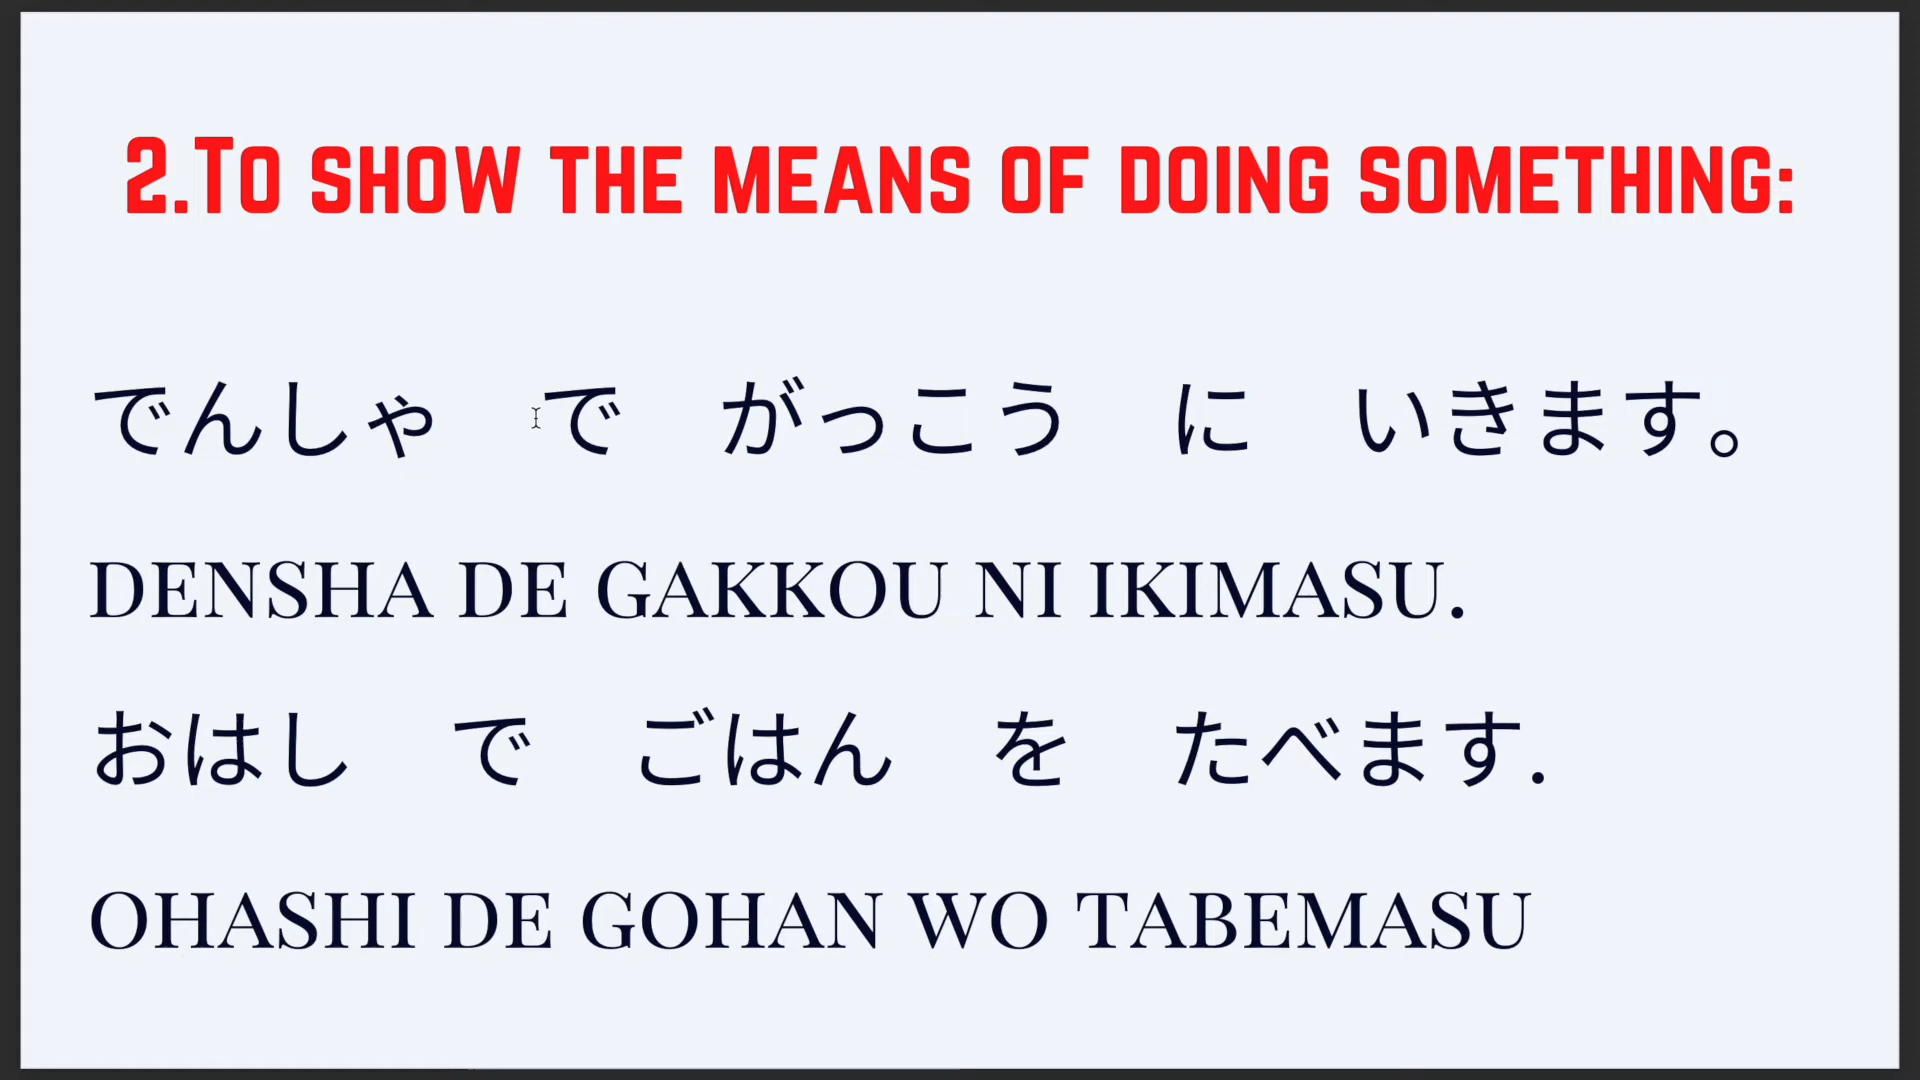 2.To show the means of doing something:
でんしゃ　で　がっこう　に　いきます。
DENSHA DE GAKKOU NI IKIMASU.
おはし　で　ごはん　を　たべます.
OHASHI DE GOHAN WO TABEMASU